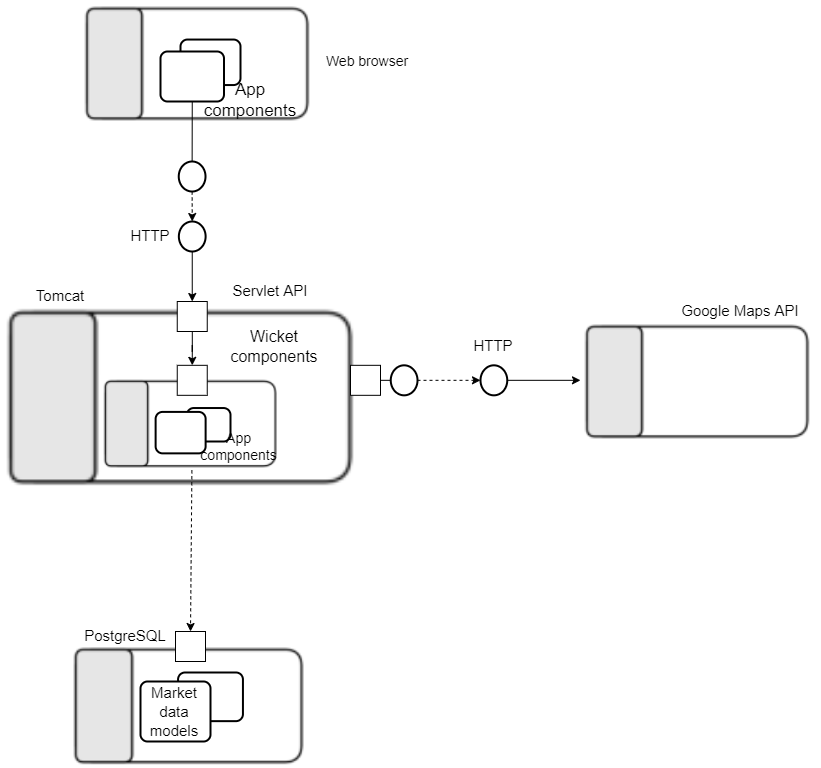 Web browser
App
components
HTTP
Servlet API
Tomcat
Google Maps API
Wicket
components
HTTP
App
components
PostgreSQL
Market
data
models